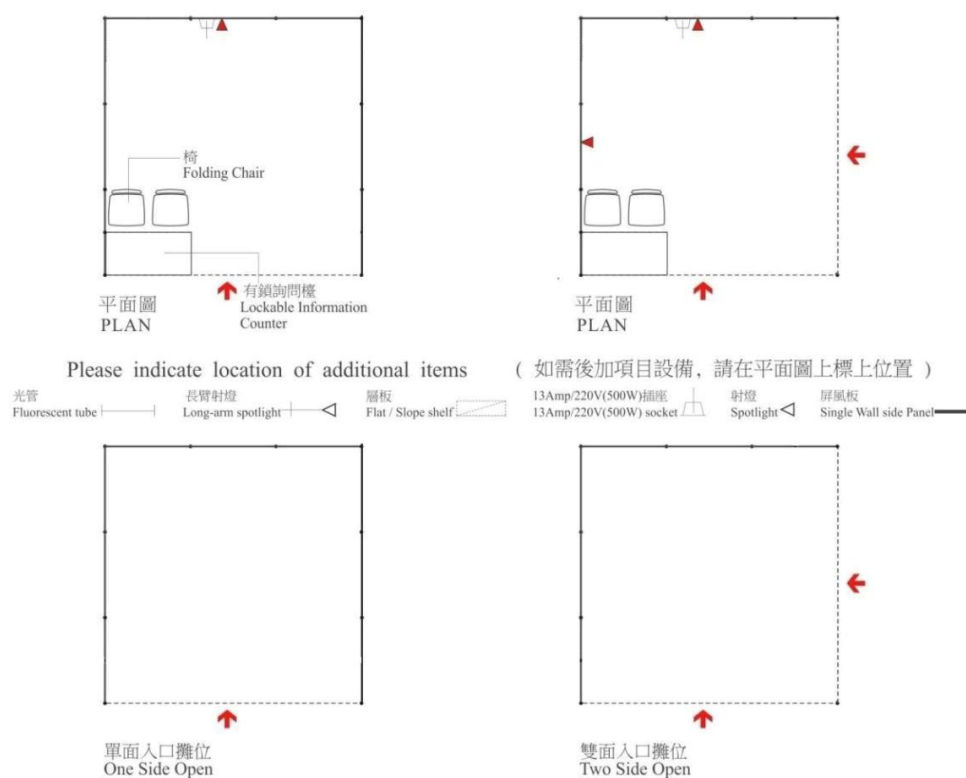 椅
Folding Chair
有鎖詢問檯
Lockable Information
Counter
平面圖
PLAN
平面圖
PLAN
Please indicate location of additional items ( 如需後加項目設備, 請在平面圖上標上位置 )
光管
Fluorescent tube
長臂射燈
Long-arm spotlight
層板
Flat / Slope shelf
13Amp/220V(500W)插座
13Amp/220V(500W) socket
射燈
Spotlight
屏風板
Single Wall side Panel
單面入口攤位
One Side Open
雙面入口攤位
Two Side Open